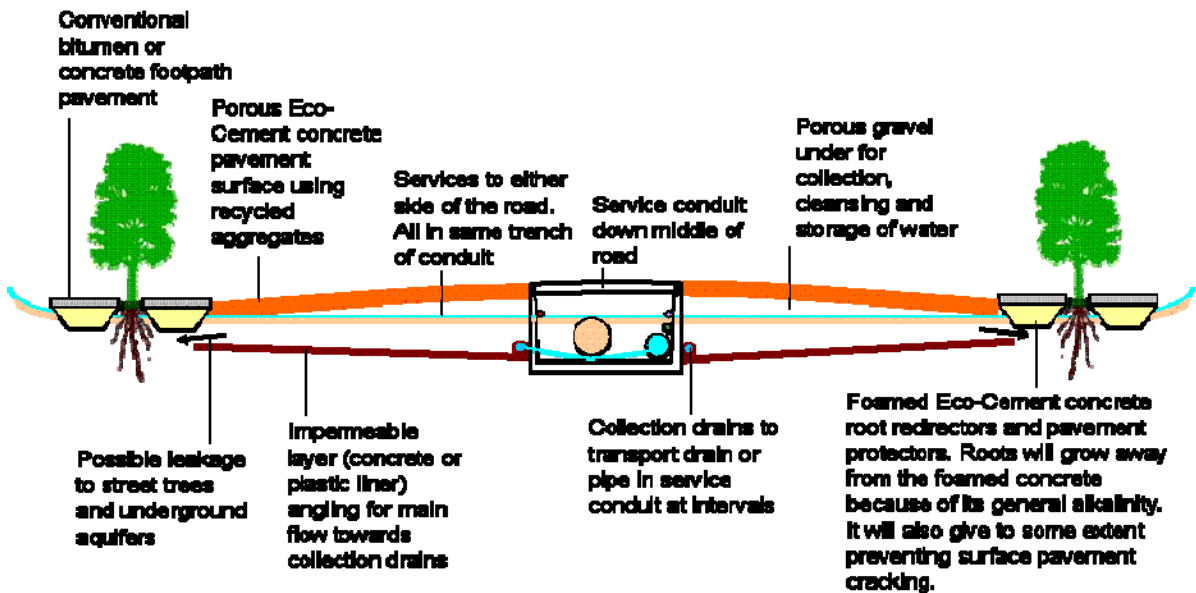 Conventional
bitumen or
concrete footpath
pavement
Porous Eco-
Cement concrete
pavement
surface using
recycled
aggregates
Services to either
side of the road.
All in same trench
of conduit
Service conduit
down middle of
road
Porous gravel
under for
collection,
cleansing and
storage of water
Possible leakage
to street trees
and underground
aquifers
Impermeable
layer (concrete or
plastic liner)
angling for main
flow towards
collection drains
Collection drains to
transport drain or
pipe in service
conduit at intervals
Foamed Eco-Cement concrete
root redirectors and pavement
protectors. Roots will grow away
from the foamed concrete
because of its general alkalinity.
It will also give to some extent
preventing surface pavement
cracking.